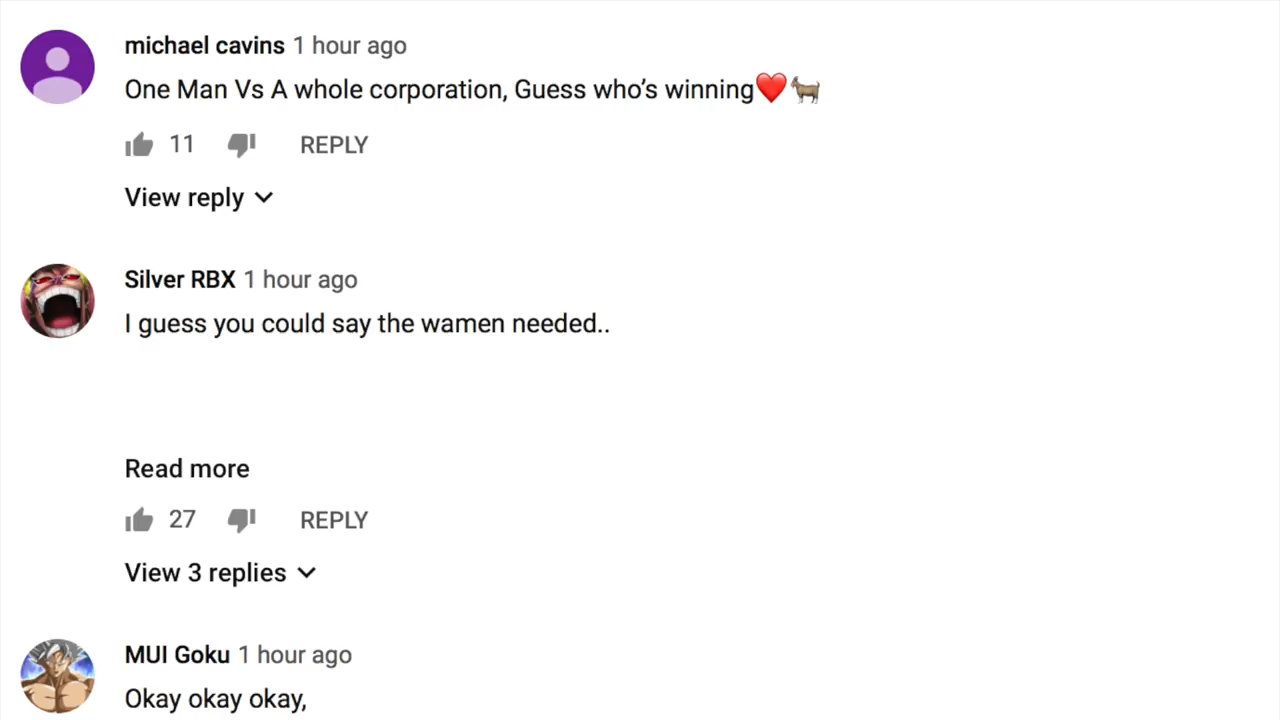 michael cavins 1 hour ago
One Man Vs A whole corporation, Guess who’s winning❤️🐐
11 REPLY
View reply
Silver RBX 1 hour ago
I guess you could say the wamen needed..
Read more
27 REPLY
View 3 replies
MUI Goku 1 hour ago
Okay okay okay,